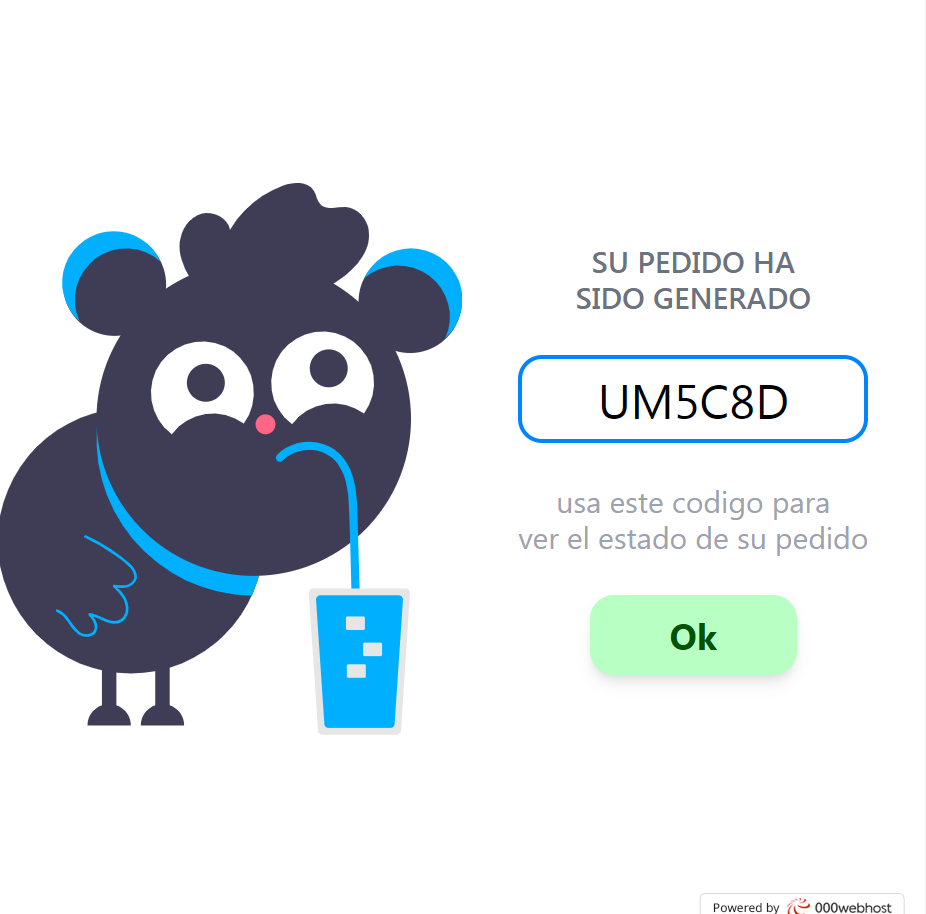 SU PEDIDO HA
SIDO GENERADO
UM5C8D
usa este codigo para
ver el estado de su pedido
Ok
Powered by 000webhost